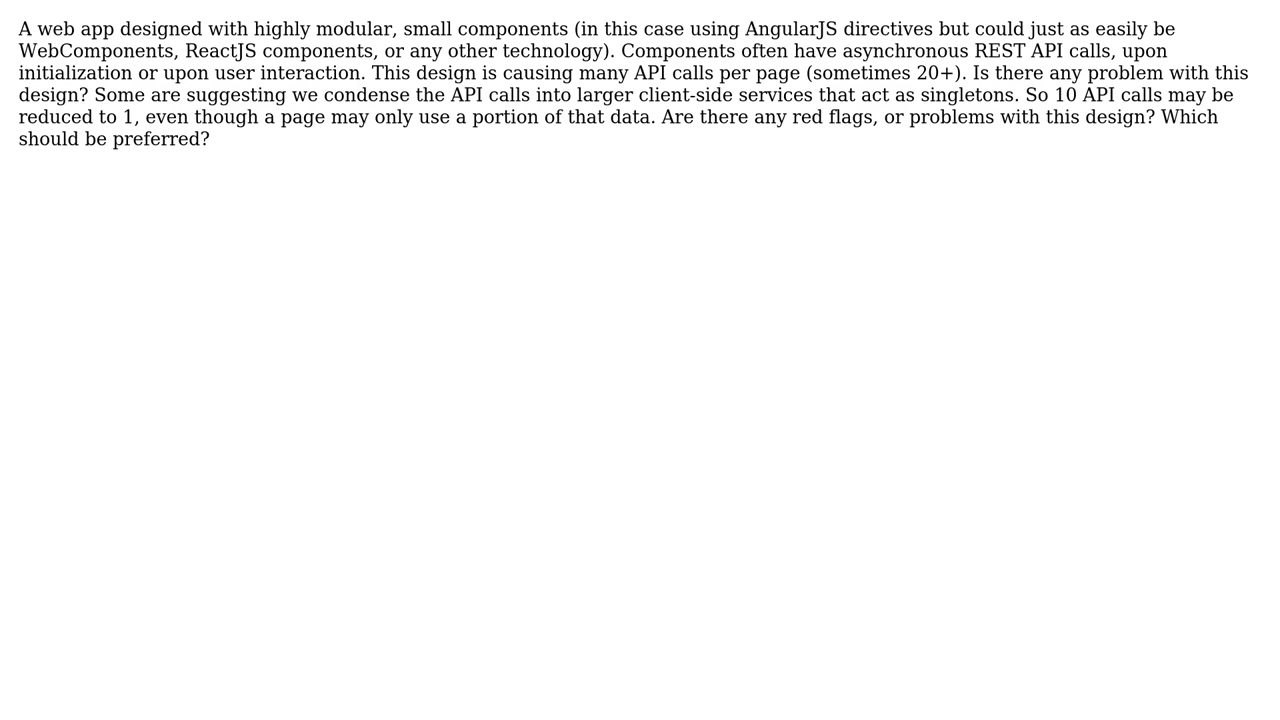 A web app designed with highly modular, small components (in this case using AngularJS directives but could just as easily be
WebComponents, ReactJS components, or any other technology). Components often have asynchronous REST API calls, upon
initialization or upon user interaction. This design is causing many API calls per page (sometimes 20+). Is there any problem with this
design? Some are suggesting we condense the API calls into larger client-side services that act as singletons. So 10 API calls may be
reduced to 1, even though a page may only use a portion of that data. Are there any red flags, or problems with this design? Which
should be preferred?